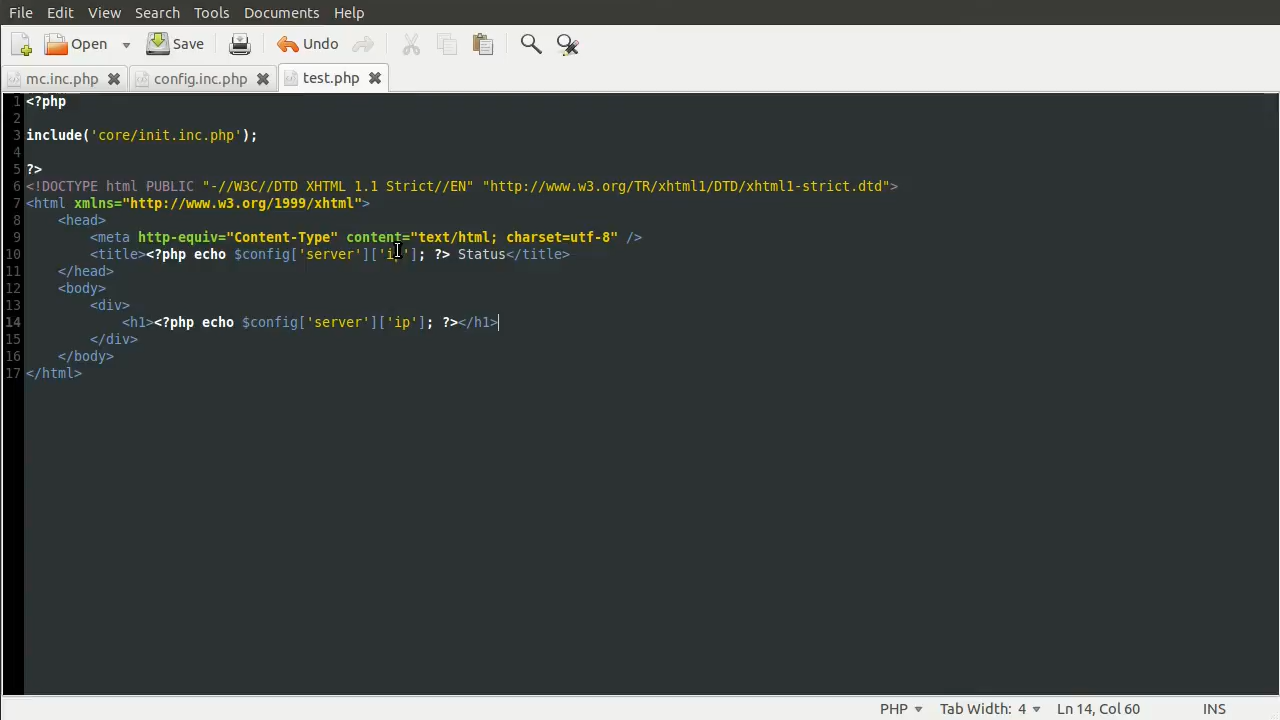 File Edit View Search Tools Documents Help
Open Save Undo
mc.inc.php config.inc.php test.php
1 <?php
2
3 include('core/init.inc.php');
4
5 ?>
6 <!DOCTYPE html PUBLIC "-//W3C//DTD XHTML 1.1 Strict//EN" "http://www.w3.org/TR/xhtml1/DTD/xhtml1-strict.dtd">
7 <html xmlns="http://www.w3.org/1999/xhtml">
8 <head>
9 <meta http-equiv="Content-Type" content="text/html; charset=utf-8" />
10 <title><?php echo $config['server']['ip']; ?> Status</title>
11 </head>
12 <body>
13 <div>
14 <h1><?php echo $config['server']['ip']; ?></h1>
15 </div>
16 </body>
17 </html>
PHP Tab Width: 4 Ln 14, Col 60 INS